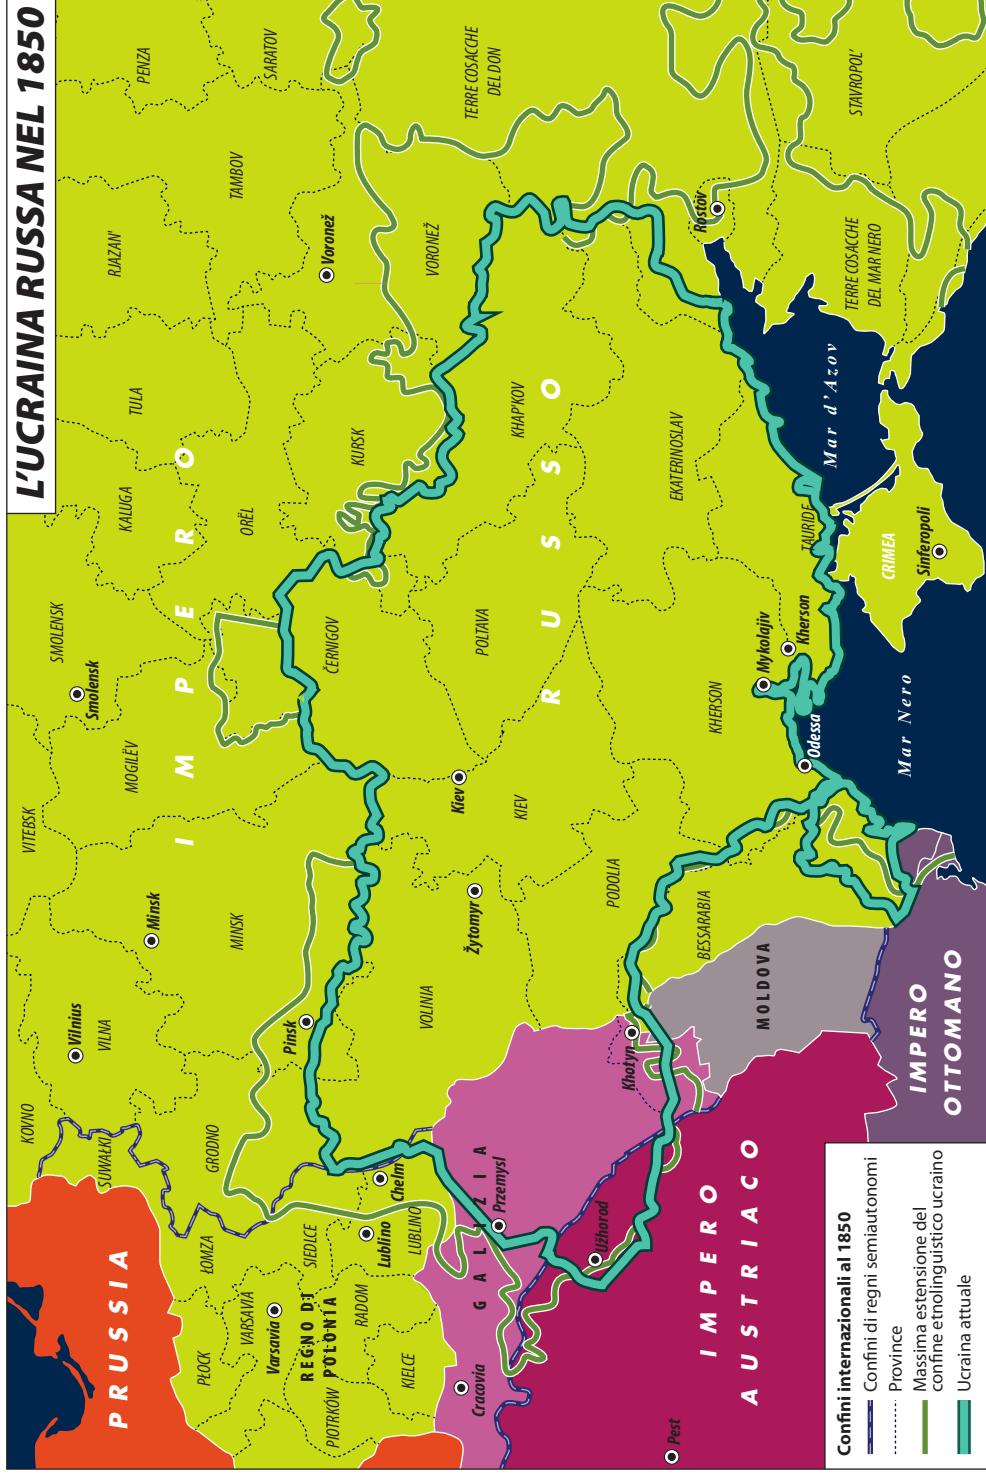 L'UCRAINA RUSSA NEL 1850
PRUSSIA
IMPERO
RUSSO
IMPERO
AUSTRIACO
IMPERO
OTTOMANO
MOLDOVA
GALIZIA
REGNO DI
POLONIA
CRIMEA
Mar Nero
Mar d'Azov
KOVNO
VITEBSK
SMOLENSK
Smolensk
KALUGA
TULA
RJAZAN'
PENZA
TAMBOV
SARATOV
Vilnius
VILNA
SUWAŁKI
Minsk
MINSK
MOGILËV
ORËL
Voronež
VORONEŽ
TERRE COSACCHE
DEL DON
GRODNO
ŁOMZA
PŁOCK
VARSAVIA
Varsavia
SIEDLCE
Pinsk
ČERNIGOV
KURSK
PIOTRKÓW
RADOM
KIELCE
Lublino
LUBLINO
Chelm
VOLINIA
Kiev
KIEV
Žytomyr
POLTAVA
KHAP'KOV
Cracovia
Przemysl
Užhorod
Khotyn
PODOLIA
BESSARABIA
KHERSON
EKATERINOSLAV
Rostov
STAVROPOL'
TERRE COSACCHE
DEL MAR NERO
Mykolajiv
Kherson
Odessa
TAURIDE
Sinferopoli
Pest
Confini internazionali al 1850
Confini di regni semiautonomi
Province
Massima estensione del
confine etnolinguistico ucraino
Ucraina attuale